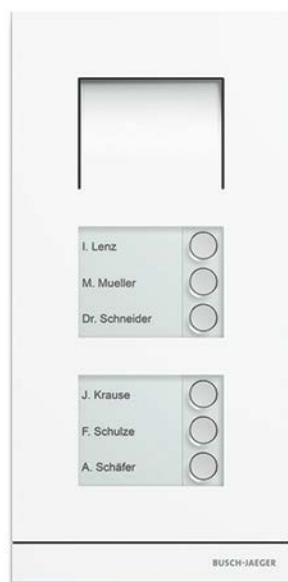 I. Lenz
M. Mueller
Dr. Schneider
J. Krause
F. Schulze
A. Schäfer
BUSCH-JAEGER